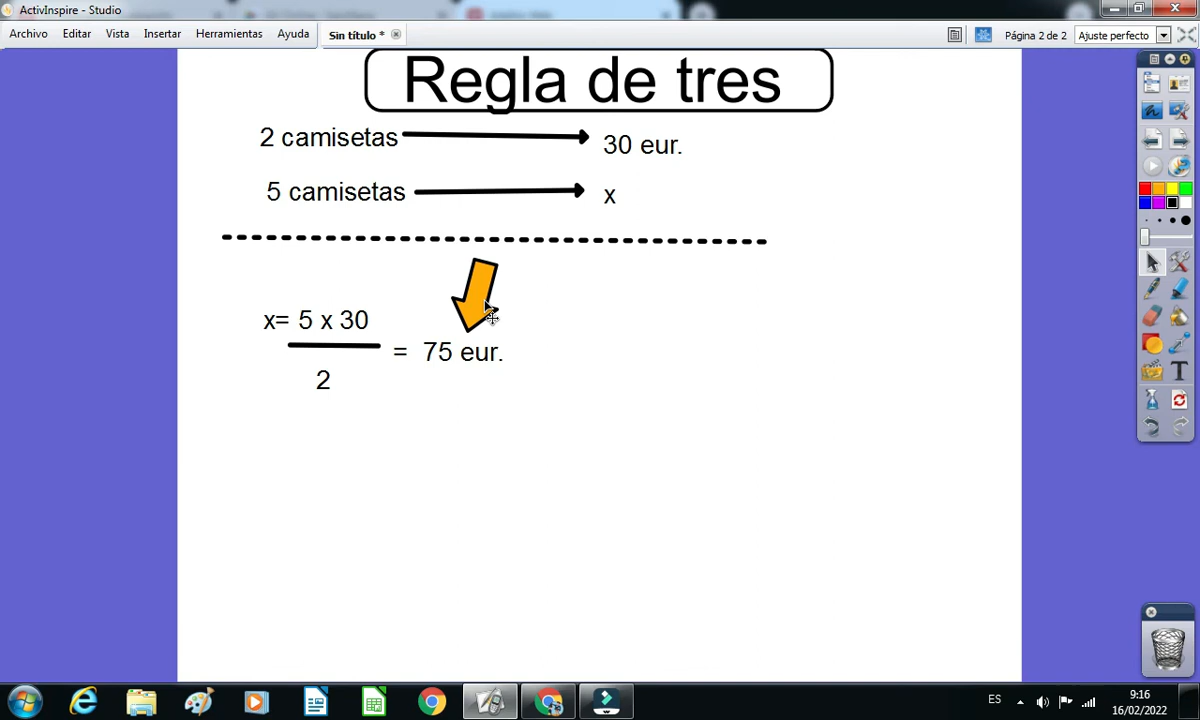 ActivInspire - Studio
Archivo Editar Vista Insertar Herramientas Ayuda Sin título * Página 2 de 2 Ajuste perfecto
Regla de tres
2 camisetas 30 eur.
5 camisetas x
x= 5 x 30
= 75 eur.
2
T
ES 9:16
16/02/2022